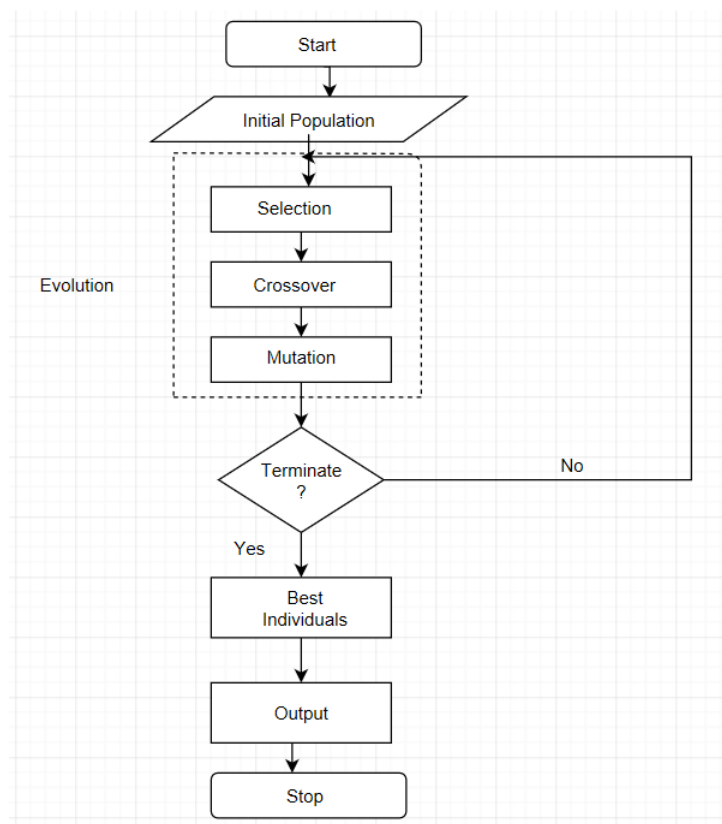 Start
Initial Population
Selection
Evolution
Crossover
Mutation
Terminate
?
No
Yes
Best
Individuals
Output
Stop